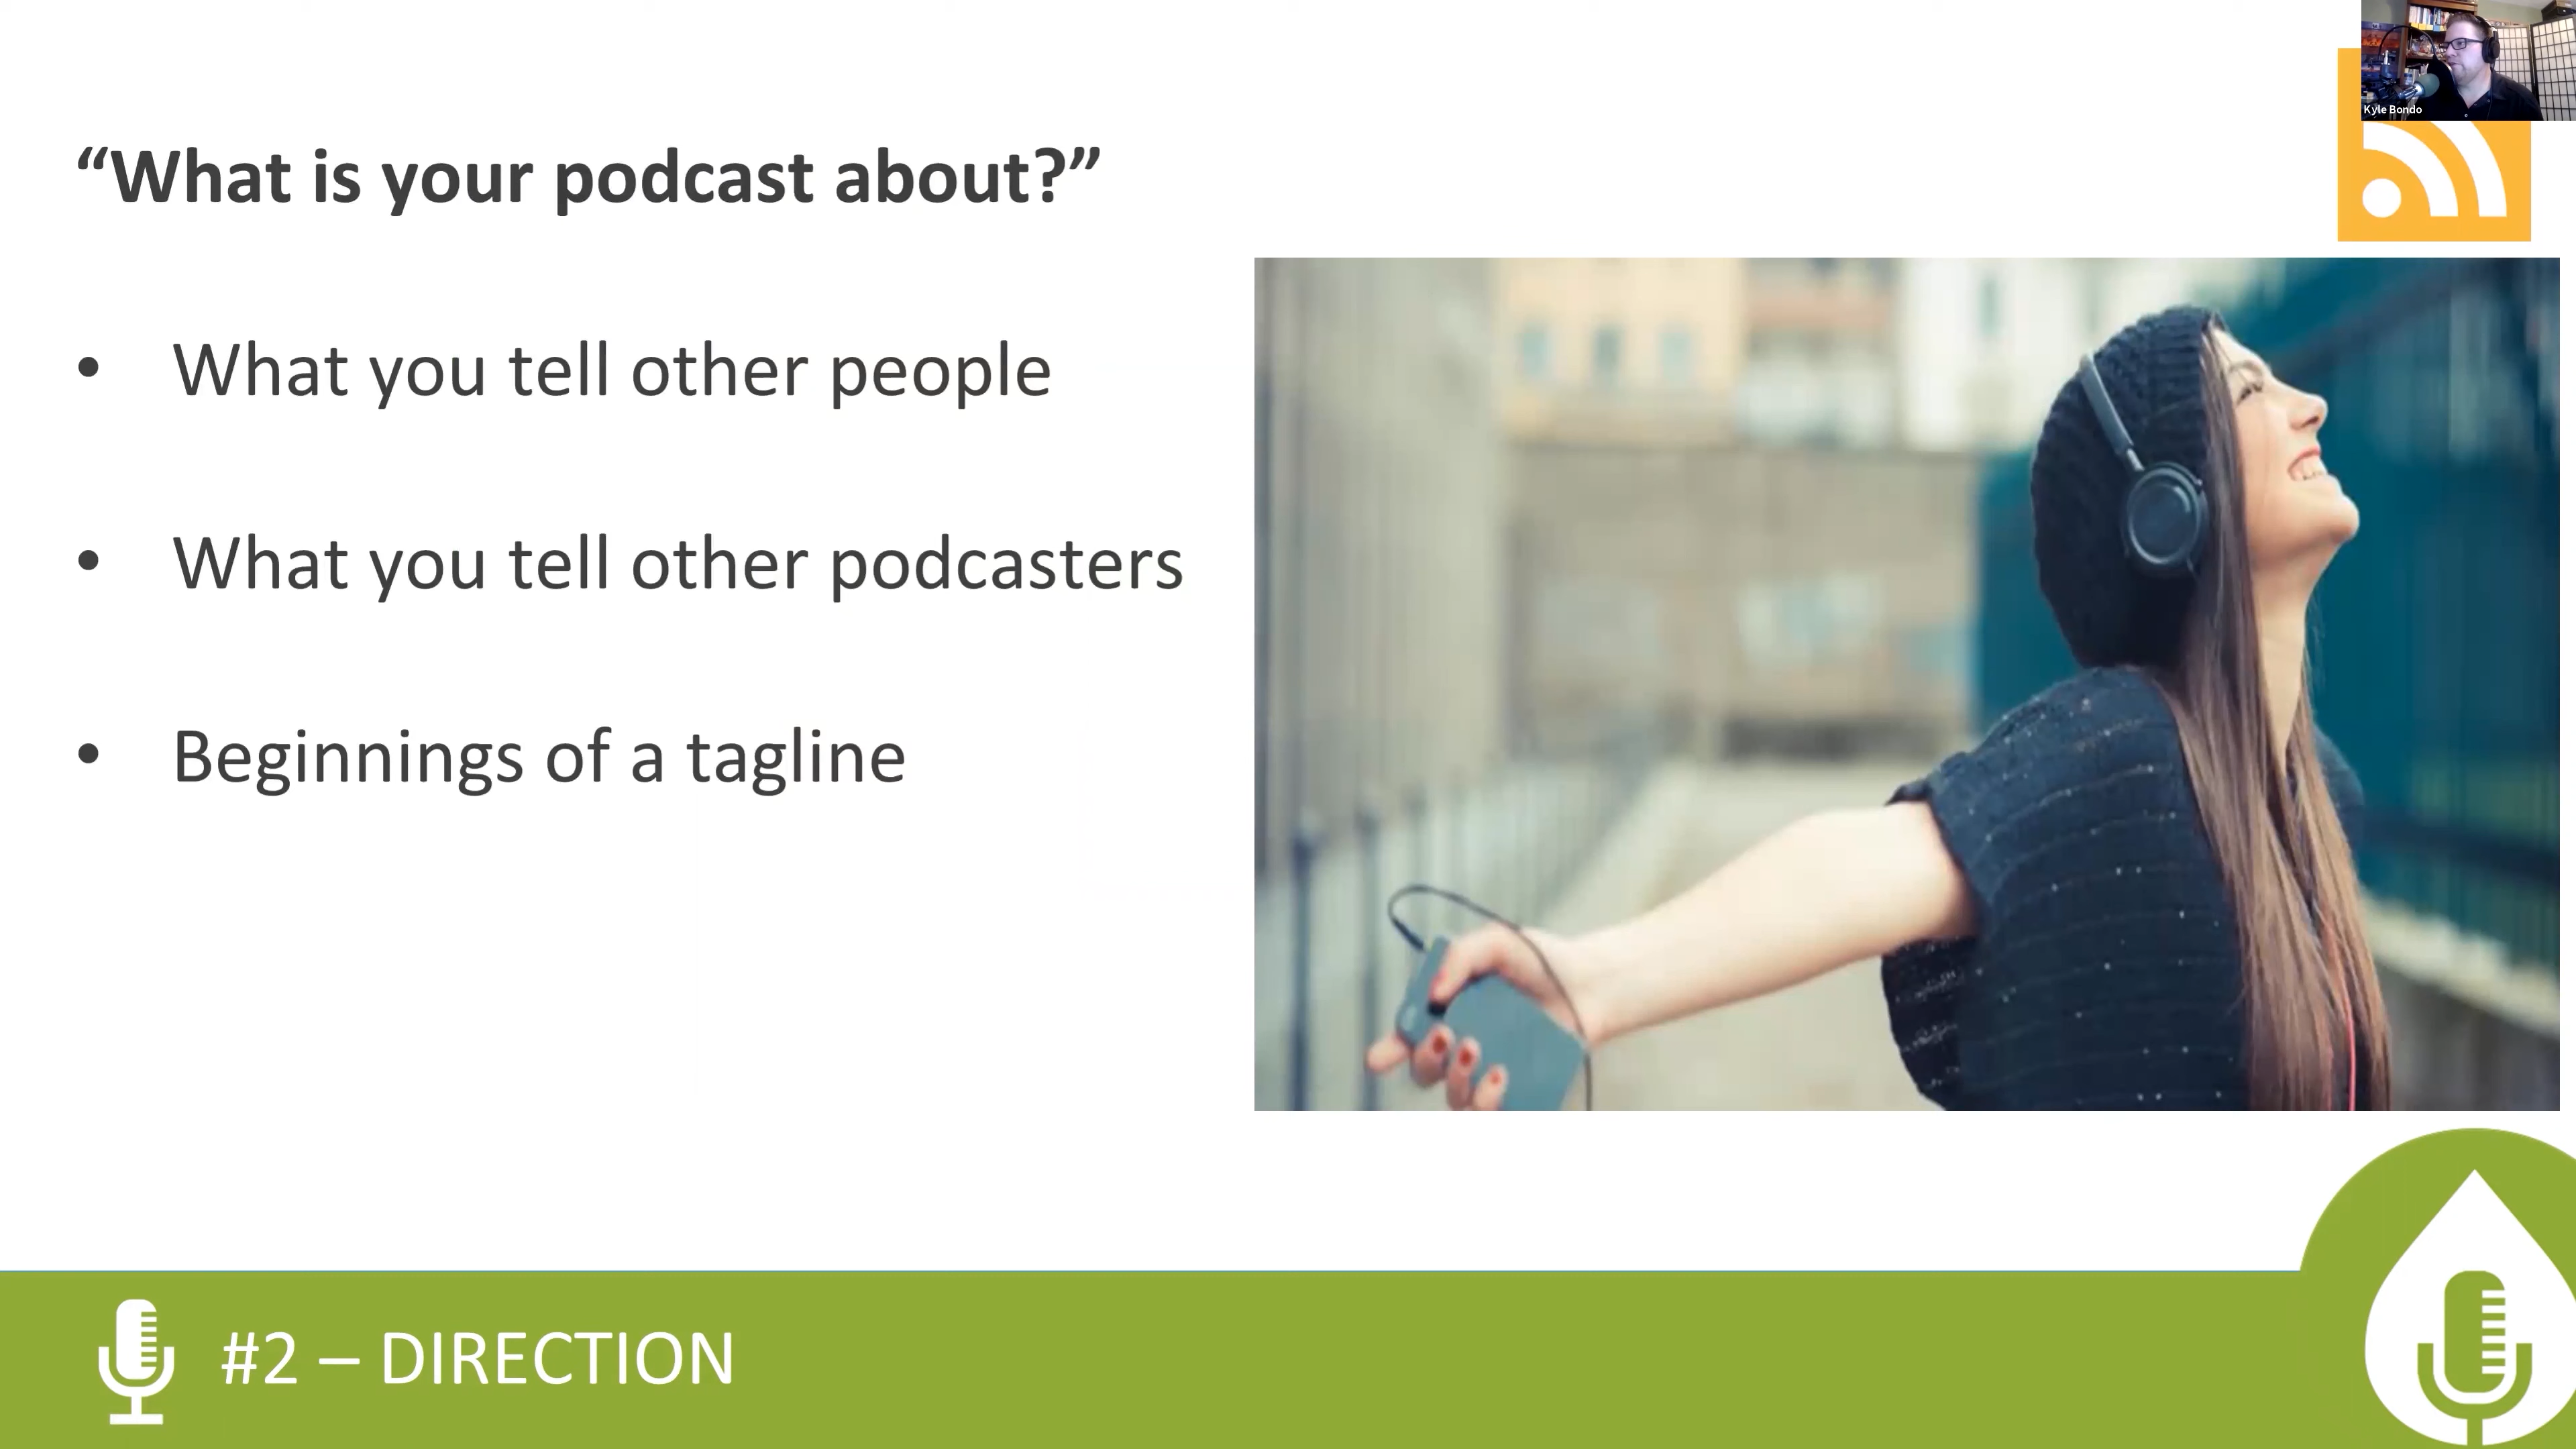 Kyle Bondo
“What is your podcast about?”
• What you tell other people
• What you tell other podcasters
• Beginnings of a tagline
#2 – DIRECTION